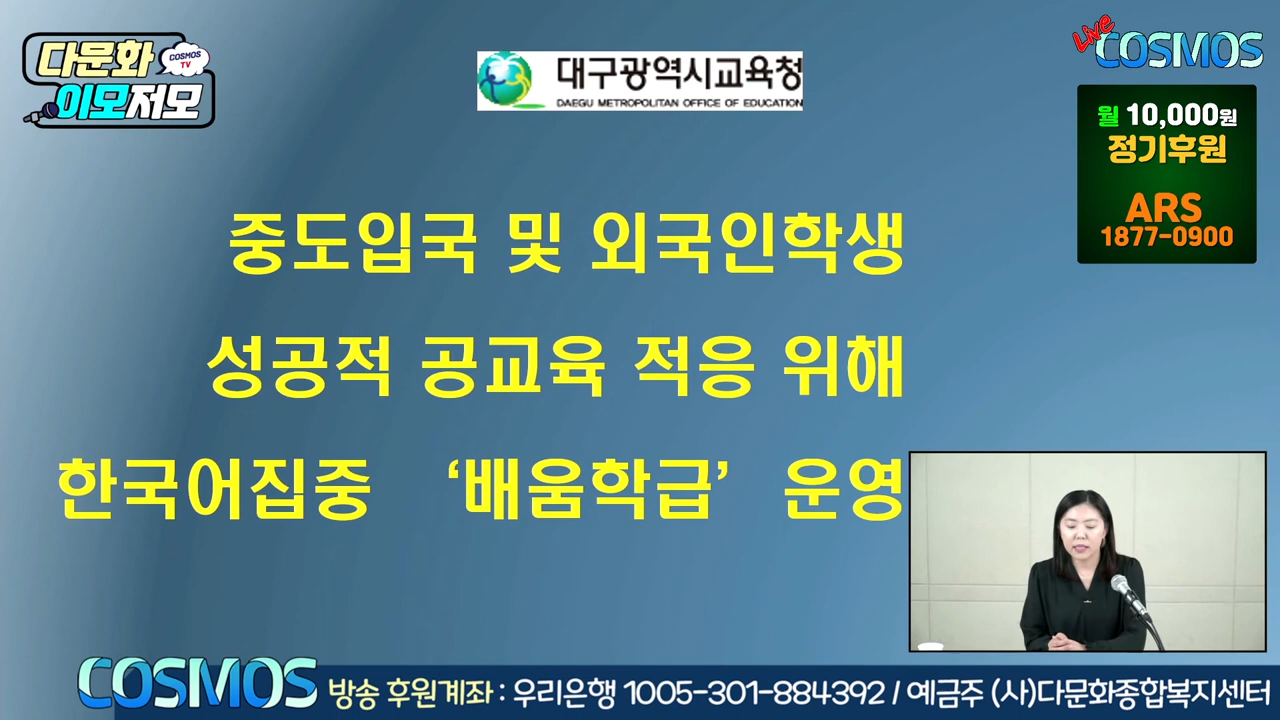 다문화
COSMOS
TV
이모저모
대구광역시교육청
DAEGU METROPOLITAN OFFICE OF EDUCATION
Live
COSMOS
월 10,000원
정기후원
ARS
1877-0900
중도입국 및 외국인학생
성공적 공교육 적응 위해
한국어집중 ‘배움학급’ 운영
COSMOS
방송 후원계좌 : 우리은행 1005-301-884392 / 예금주 (사)다문화종합복지센터